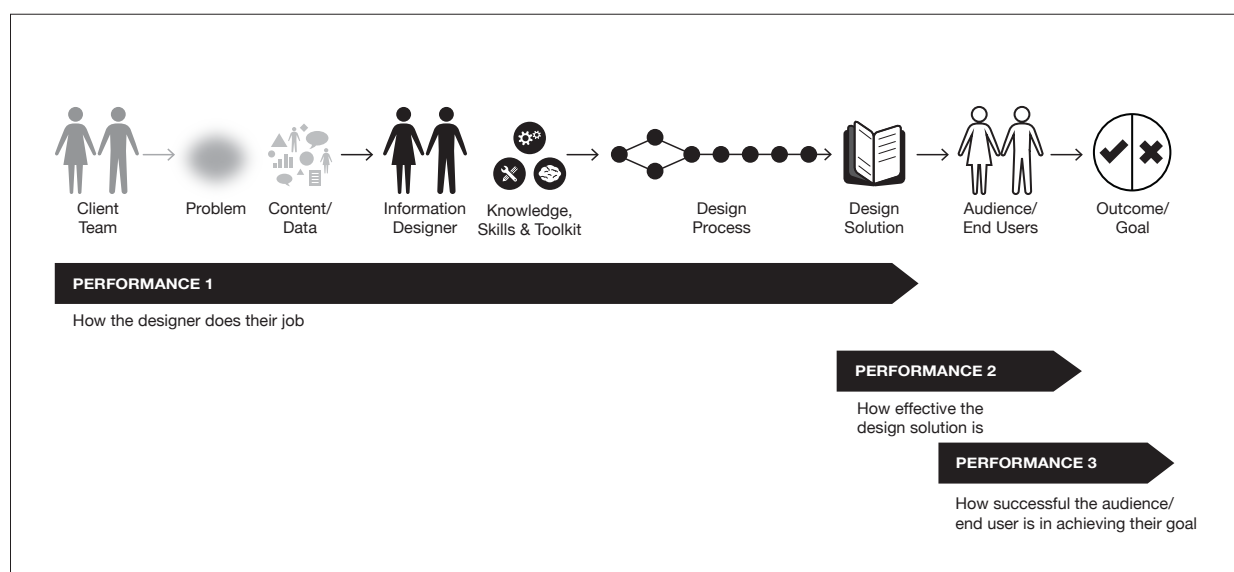 Client
Team
Problem
Content/
Data
Information
Designer
Knowledge,
Skills & Toolkit
Design
Process
Design
Solution
Audience/
End Users
Outcome/
Goal
PERFORMANCE 1
How the designer does their job
PERFORMANCE 2
How effective the
design solution is
PERFORMANCE 3
How successful the audience/
end user is in achieving their goal